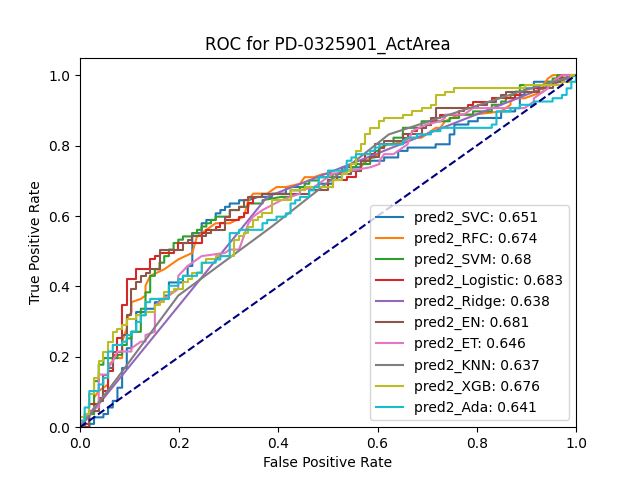 ROC for PD-0325901_ActArea
True Positive Rate
1.0
0.8
0.6
0.4
0.2
0.0
pred2_SVC: 0.651
pred2_RFC: 0.674
pred2_SVM: 0.68
pred2_Logistic: 0.683
pred2_Ridge: 0.638
pred2_EN: 0.681
pred2_ET: 0.646
pred2_KNN: 0.637
pred2_XGB: 0.676
pred2_Ada: 0.641
0.0 0.2 0.4 0.6 0.8 1.0
False Positive Rate